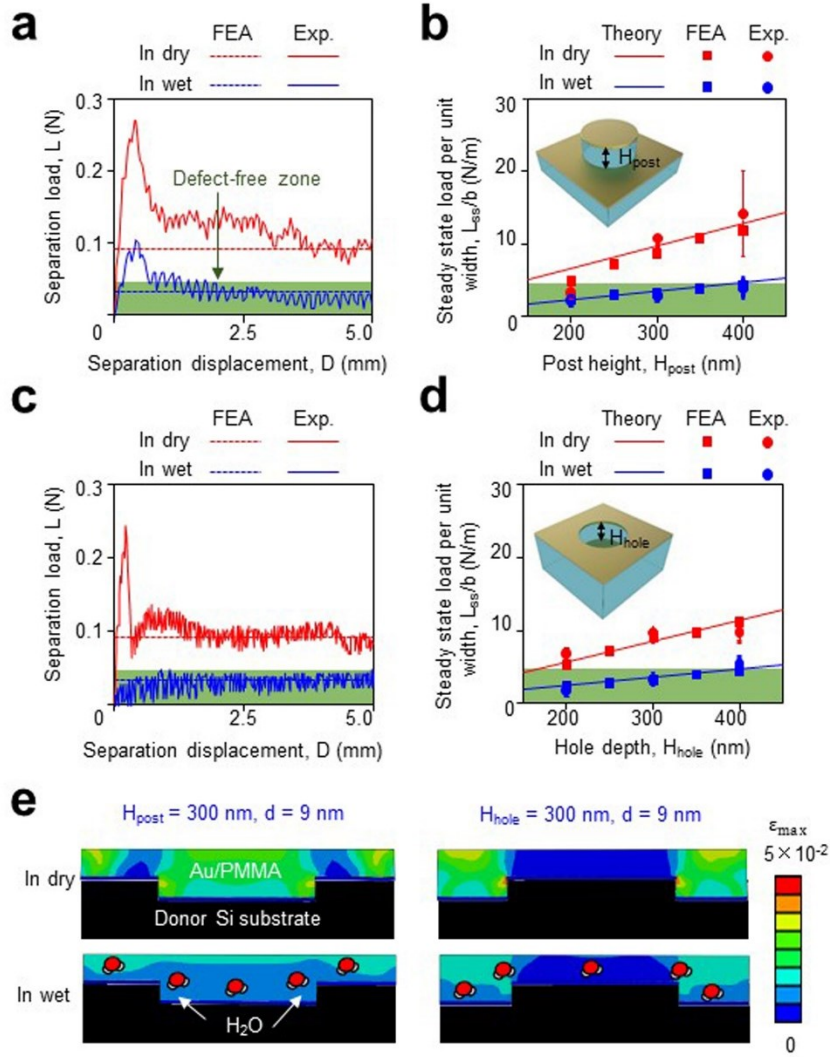 a
FEA Exp.
In dry
In wet
Separation load, L (N)
0.3
0.2
0.1
0
Defect-free zone
0 2.5 5.0
Separation displacement, D (mm)
b
Theory FEA Exp.
In dry
In wet
Steady state load per unit
width, Lss/b (N/m)
30
20
10
0
Hpost
200 300 400
Post height, Hpost (nm)
c
FEA Exp.
In dry
In wet
Separation load, L (N)
0.3
0.2
0.1
0
2.5 5.0
Separation displacement, D (mm)
d
Theory FEA Exp.
In dry
In wet
Steady state load per unit
width, Lss/b (N/m)
30
20
10
0
Hhole
200 300 400
Hole depth, Hhole (nm)
e
Hpost = 300 nm, d = 9 nm
Hhole = 300 nm, d = 9 nm
εmax
5×10-2
In dry
Au/PMMA
Donor Si substrate
In wet
H2O
0